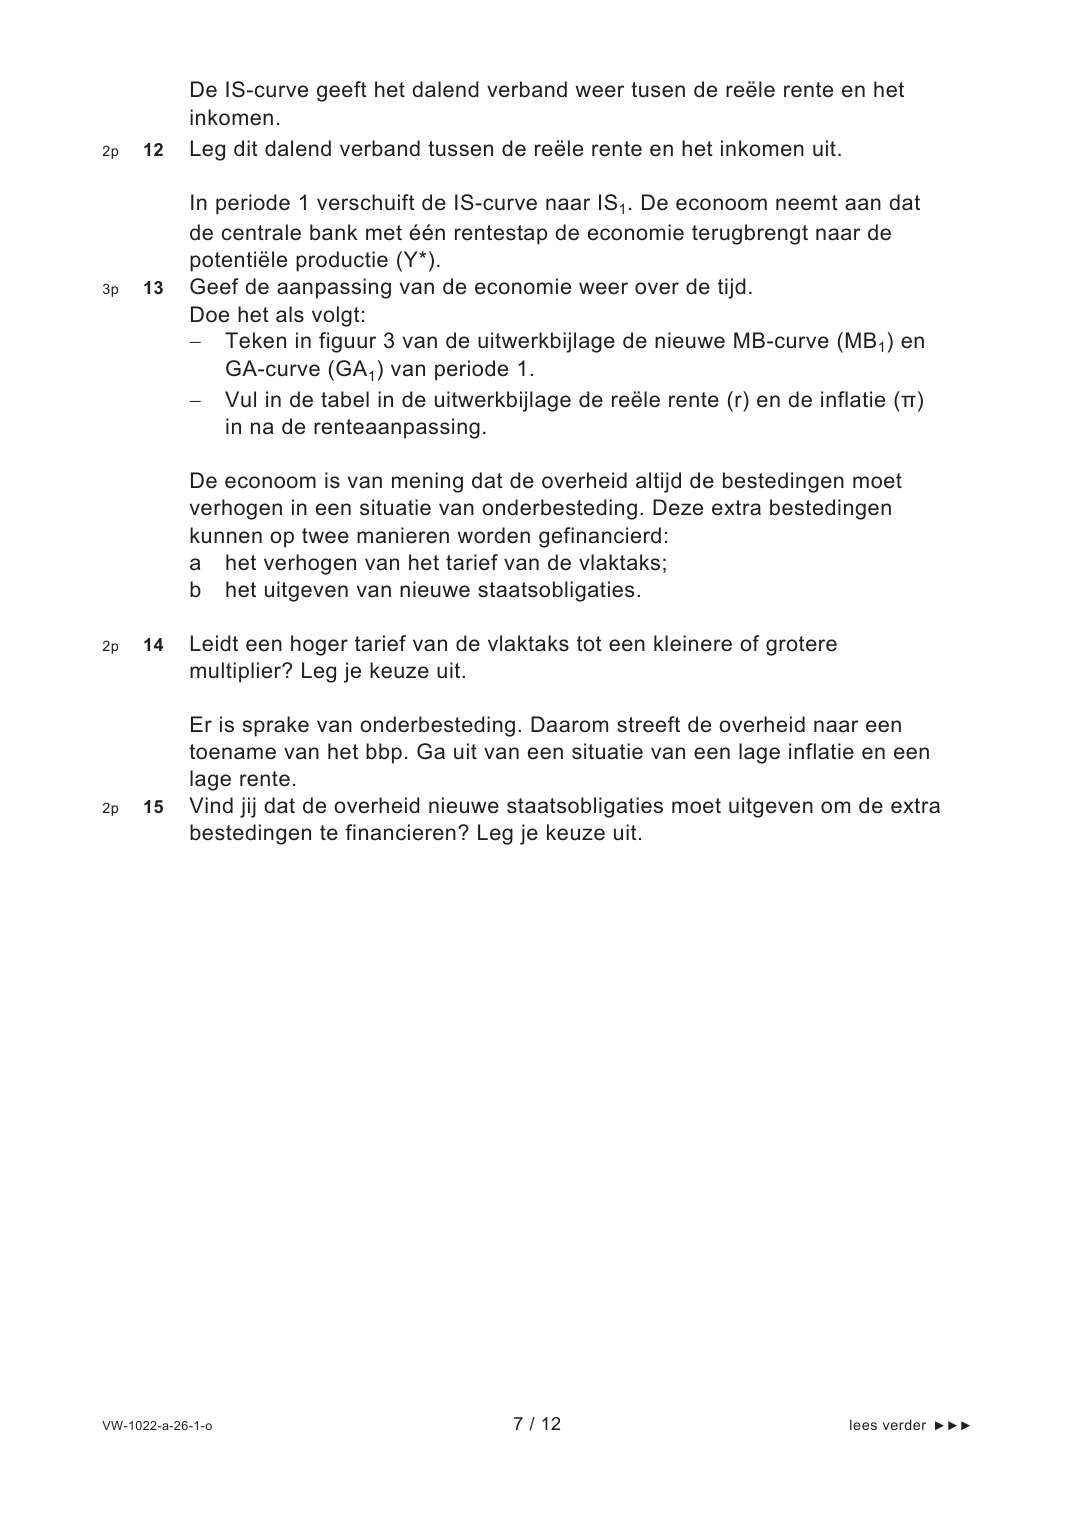 De IS-curve geeft het dalend verband weer tusen de reële rente en het
inkomen.
2p 12 Leg dit dalend verband tussen de reële rente en het inkomen uit.
In periode 1 verschuift de IS-curve naar IS₁. De econoom neemt aan dat
de centrale bank met één rentestap de economie terugbrengt naar de
potentiële productie (Y*).
3p 13 Geef de aanpassing van de economie weer over de tijd.
Doe het als volgt:
– Teken in figuur 3 van de uitwerkbijlage de nieuwe MB-curve (MB₁) en
GA-curve (GA₁) van periode 1.
– Vul in de tabel in de uitwerkbijlage de reële rente (r) en de inflatie (π)
in na de renteaanpassing.
De econoom is van mening dat de overheid altijd de bestedingen moet
verhogen in een situatie van onderbesteding. Deze extra bestedingen
kunnen op twee manieren worden gefinancierd:
a het verhogen van het tarief van de vlaktaks;
b het uitgeven van nieuwe staatsobligaties.
2p 14 Leidt een hoger tarief van de vlaktaks tot een kleinere of grotere
multiplier? Leg je keuze uit.
Er is sprake van onderbesteding. Daarom streeft de overheid naar een
toename van het bbp. Ga uit van een situatie van een lage inflatie en een
lage rente.
2p 15 Vind jij dat de overheid nieuwe staatsobligaties moet uitgeven om de extra
bestedingen te financieren? Leg je keuze uit.
VW-1022-a-26-1-o 7 / 12 lees verder ►►►